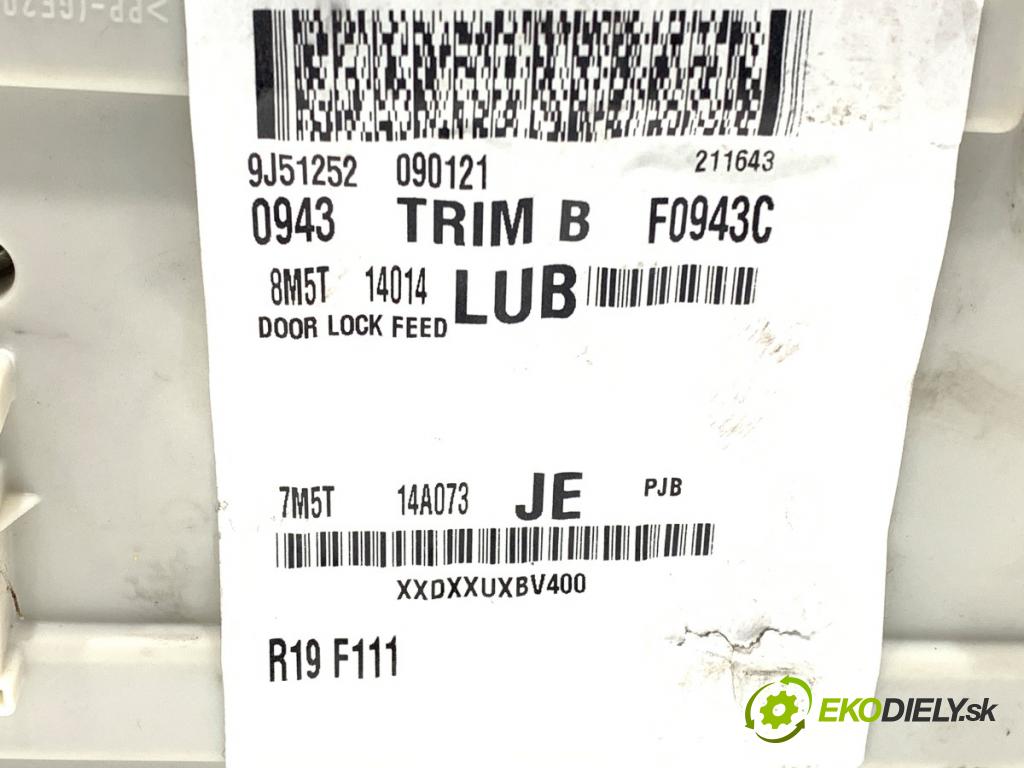 9J51252 090121 211643
0943 TRIM B F0943C
8M5T 14014 LUB
DOOR LOCK FEED
7M5T 14A073 JE PJB
XXDXXUXBV400
R19 F111
EKODIELY.sk